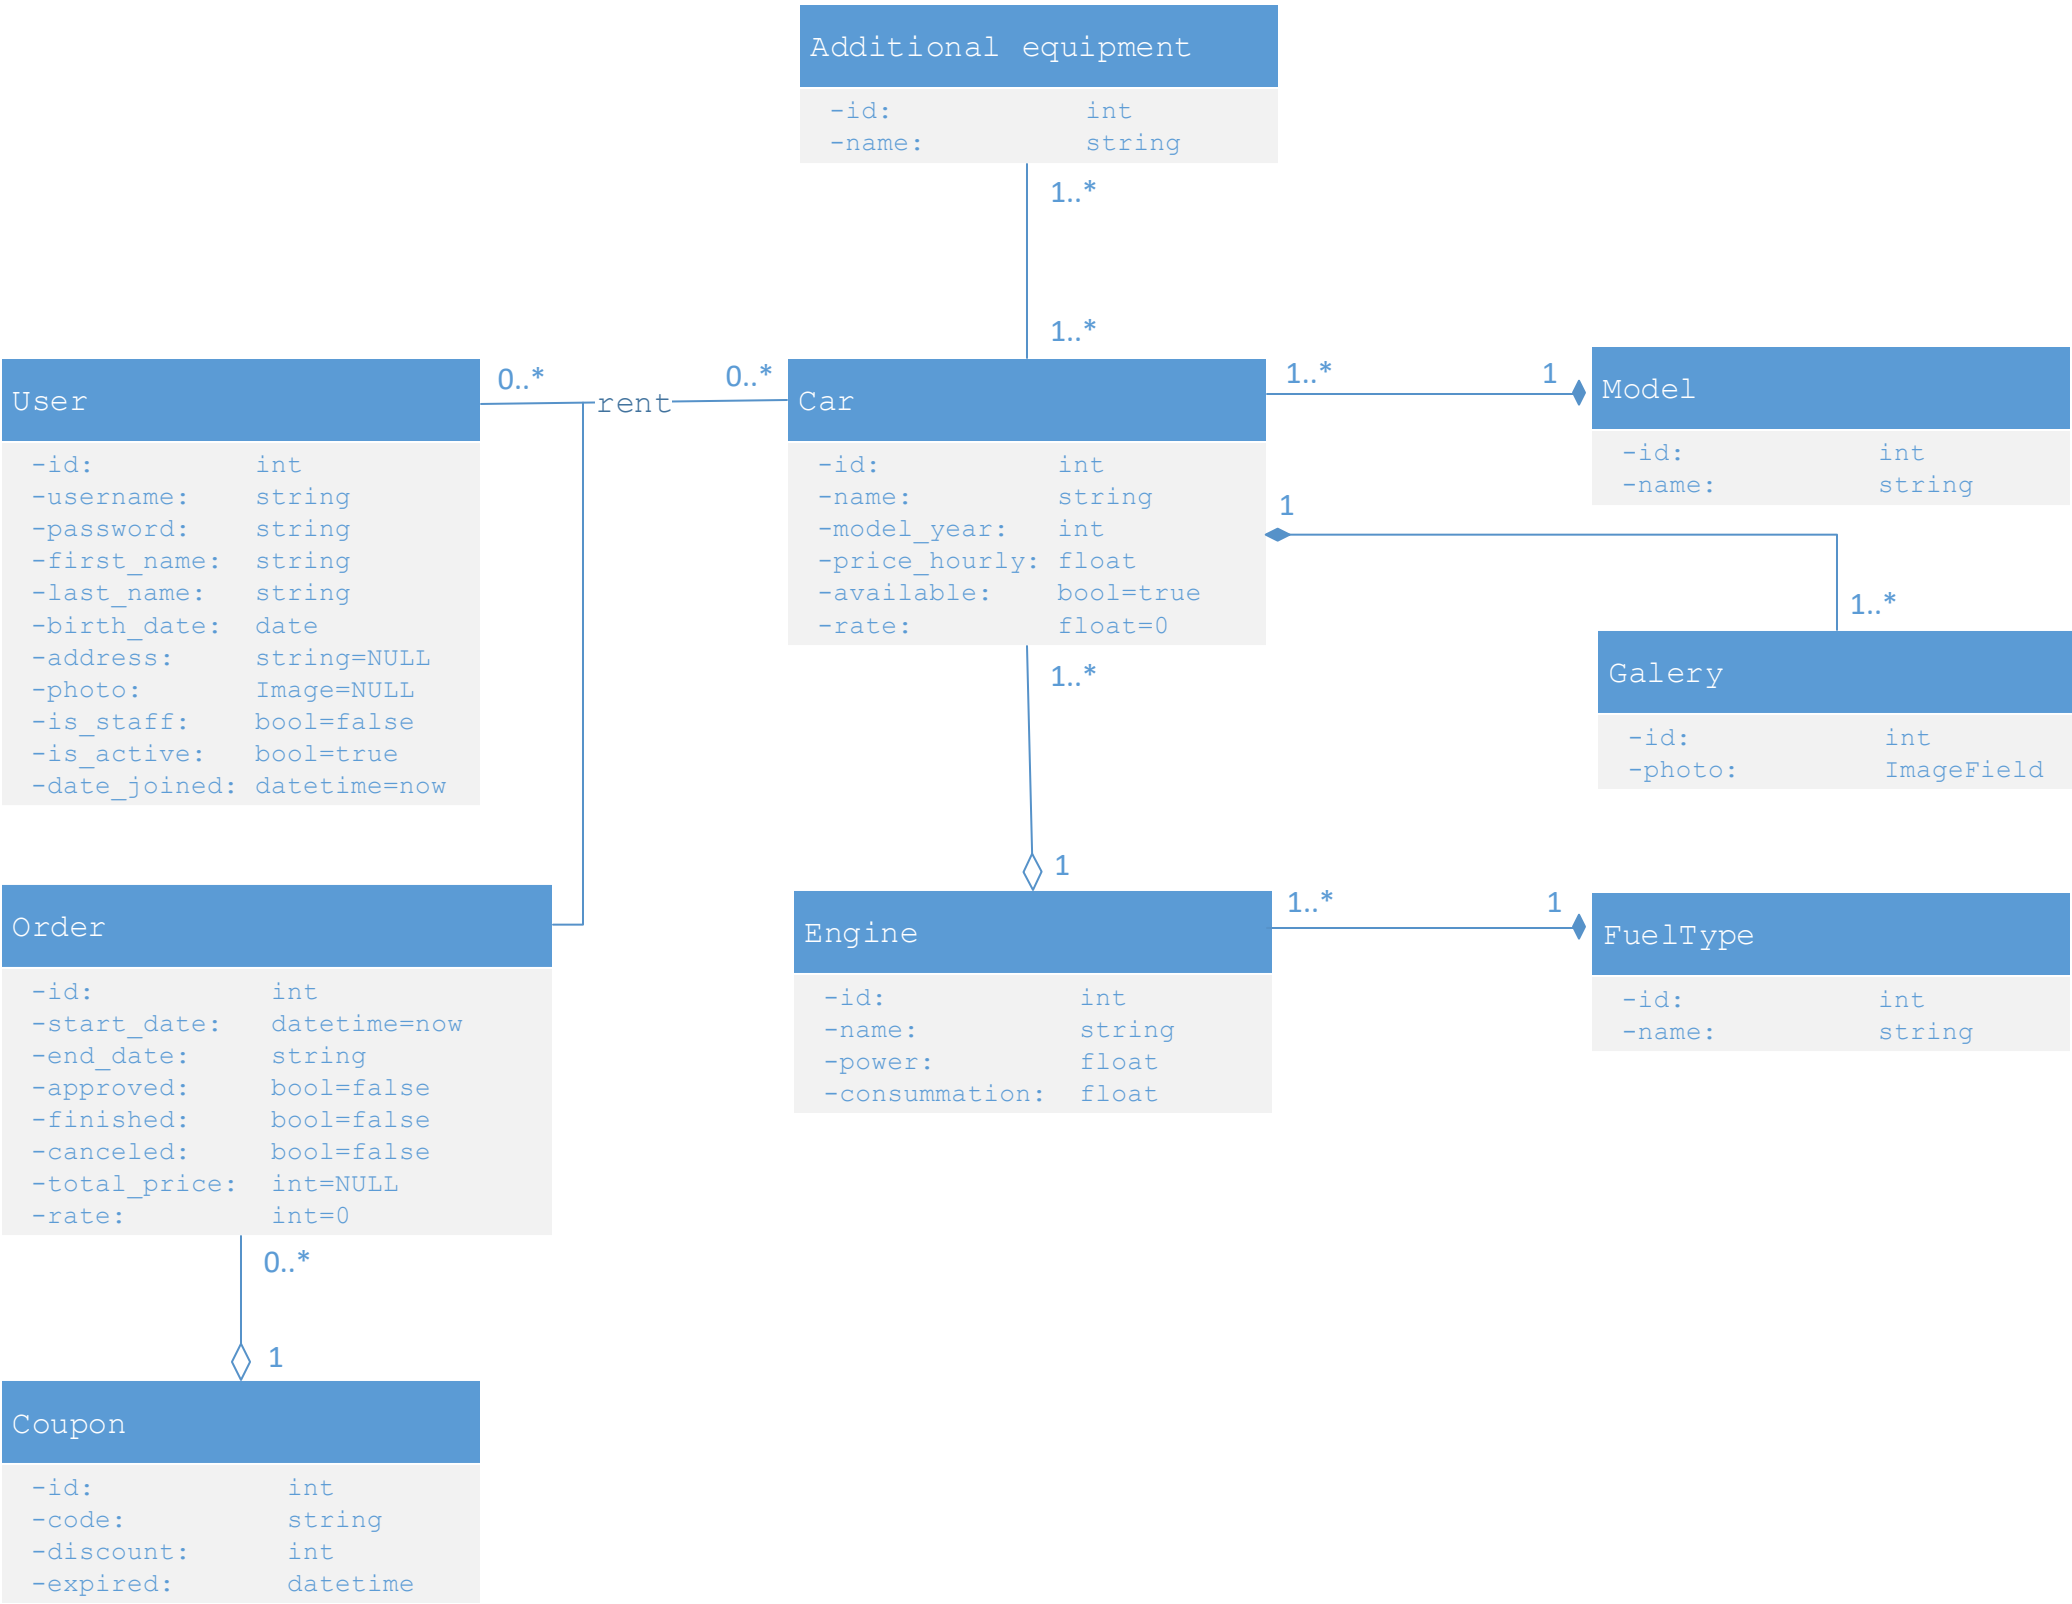 Additional equipment
-id: int
-name: string
1..*
1..*
User
-id: int
-username: string
-password: string
-first_name: string
-last_name: string
-birth_date: date
-address: string=NULL
-photo: Image=NULL
-is_staff: bool=false
-is_active: bool=true
-date_joined: datetime=now
0..*
rent
0..*
Car
-id: int
-name: string
-model_year: int
-price_hourly: float
-available: bool=true
-rate: float=0
1..*
1
Model
-id: int
-name: string
1
1..*
Galery
-id: int
-photo: ImageField
1..*
1
Order
-id: int
-start_date: datetime=now
-end_date: string
-approved: bool=false
-finished: bool=false
-canceled: bool=false
-total_price: int=NULL
-rate: int=0
Engine
-id: int
-name: string
-power: float
-consummation: float
1..*
1
FuelType
-id: int
-name: string
0..*
1
Coupon
-id: int
-code: string
-discount: int
-expired: datetime